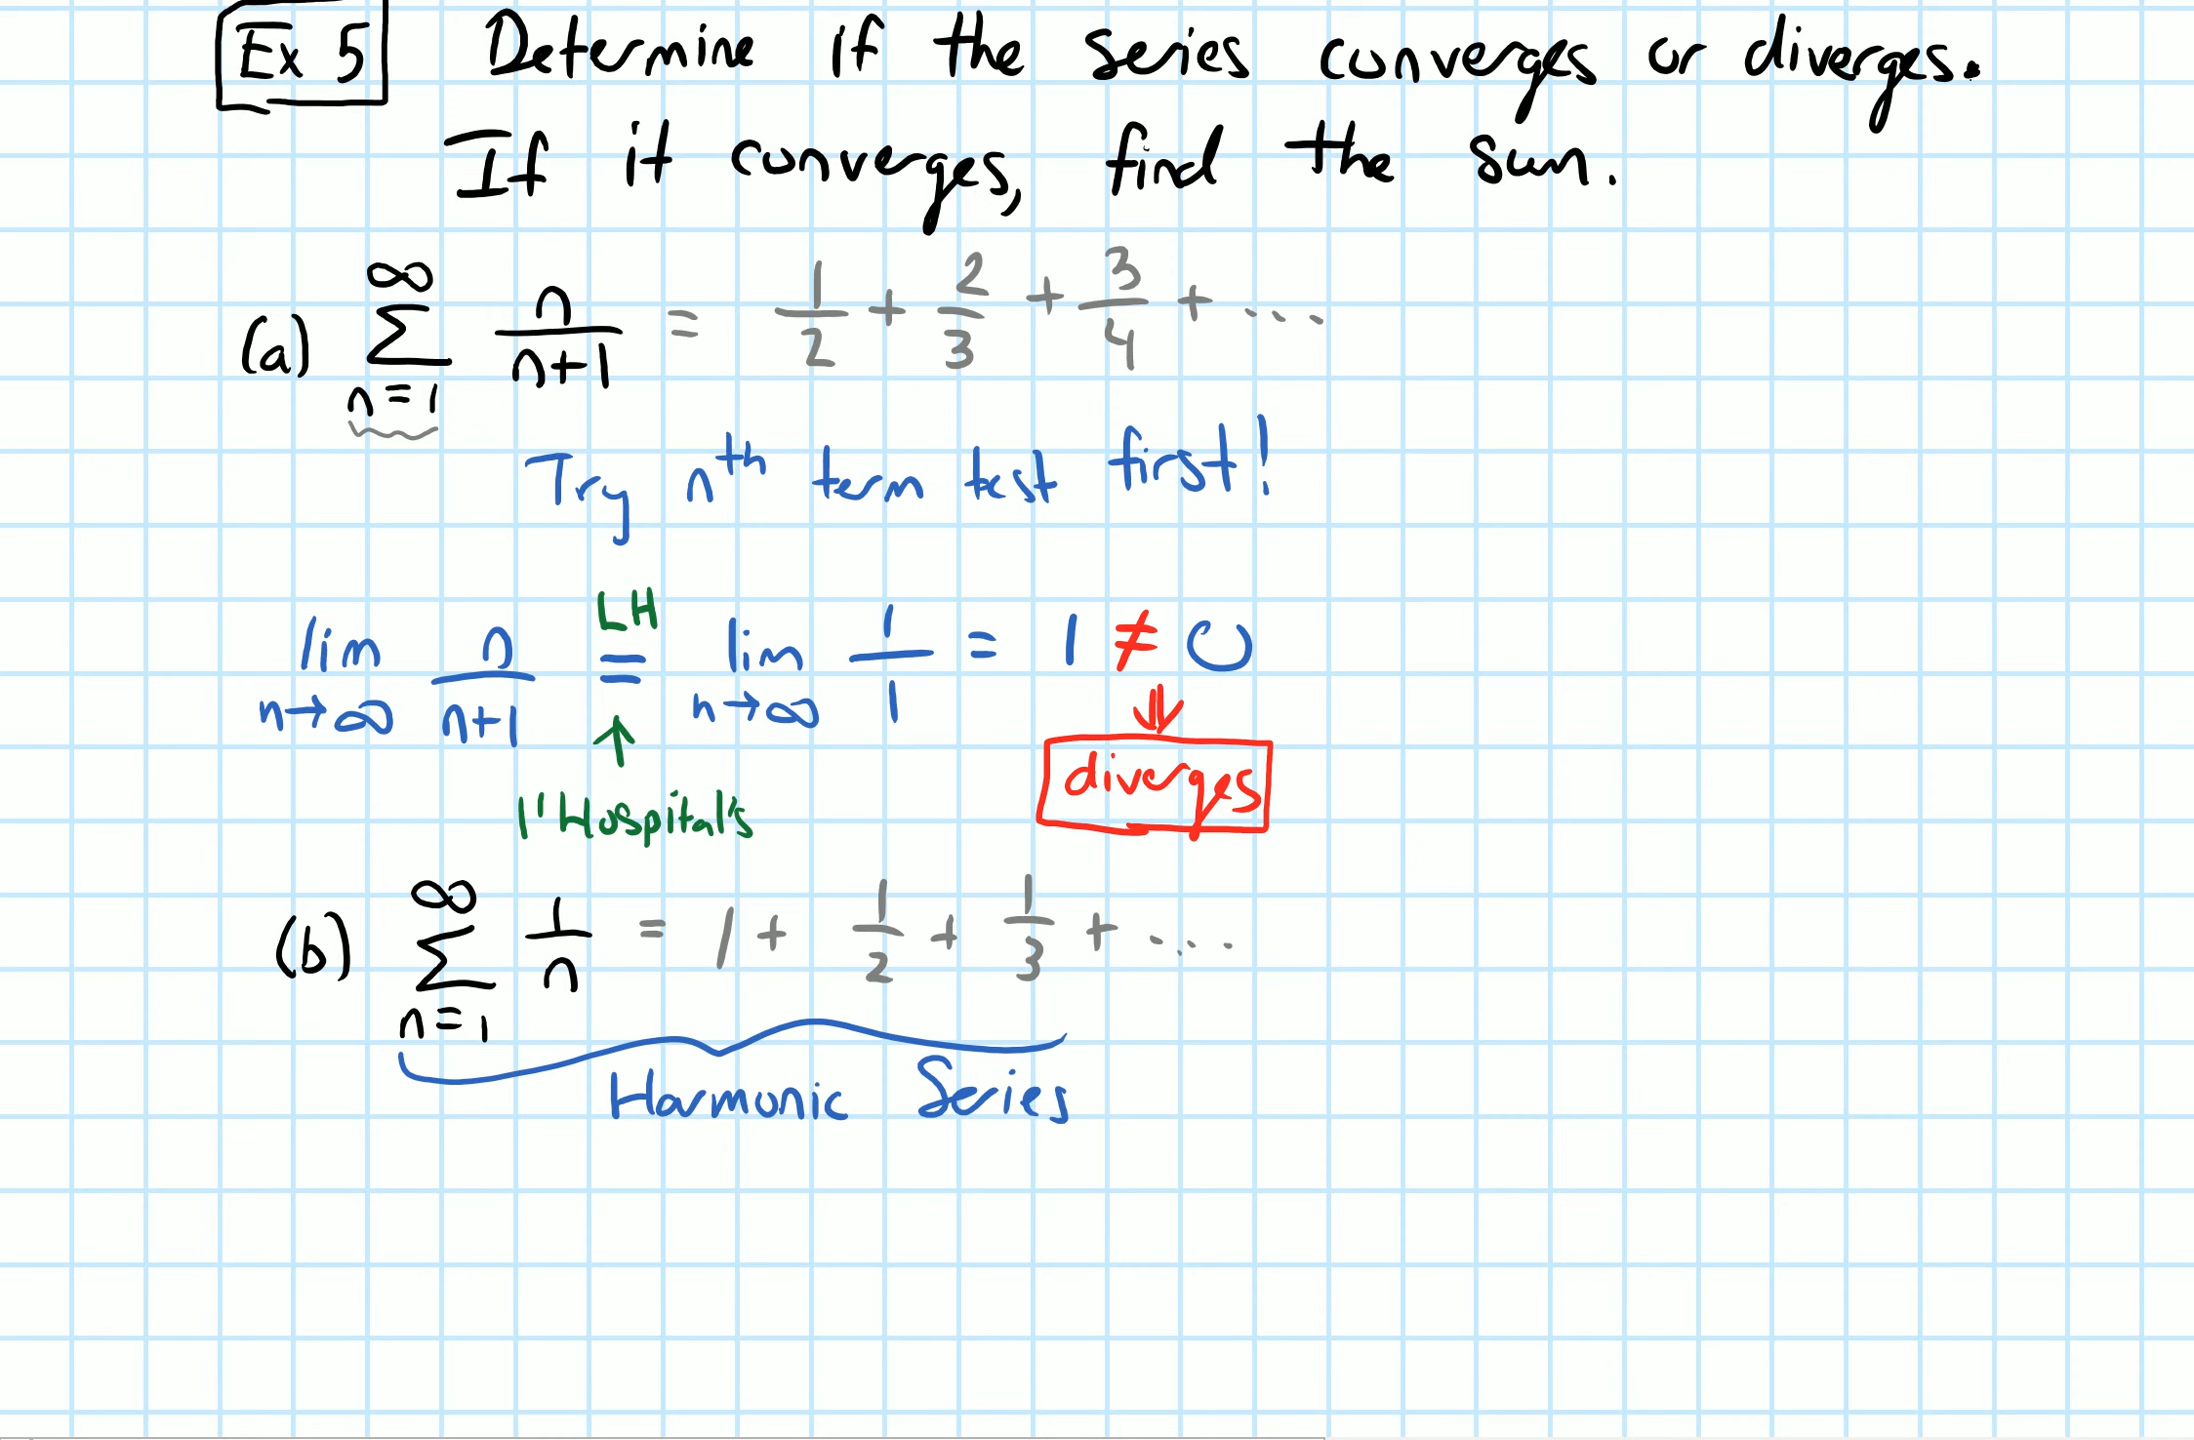 Ex 5 Determine if the series converges or diverges.
If it converges, find the sum.
(a) ∞∑n=1 n/(n+1) = 1/2 + 2/3 + 3/4 + ...
Try nth term test first!
lim n→∞ n/(n+1) LH= lim n→∞ 1/1 = 1 ≠ 0
↑ ⇓
l'Hospital's diverges
(b) ∞∑n=1 1/n = 1 + 1/2 + 1/3 + ...
Harmonic Series